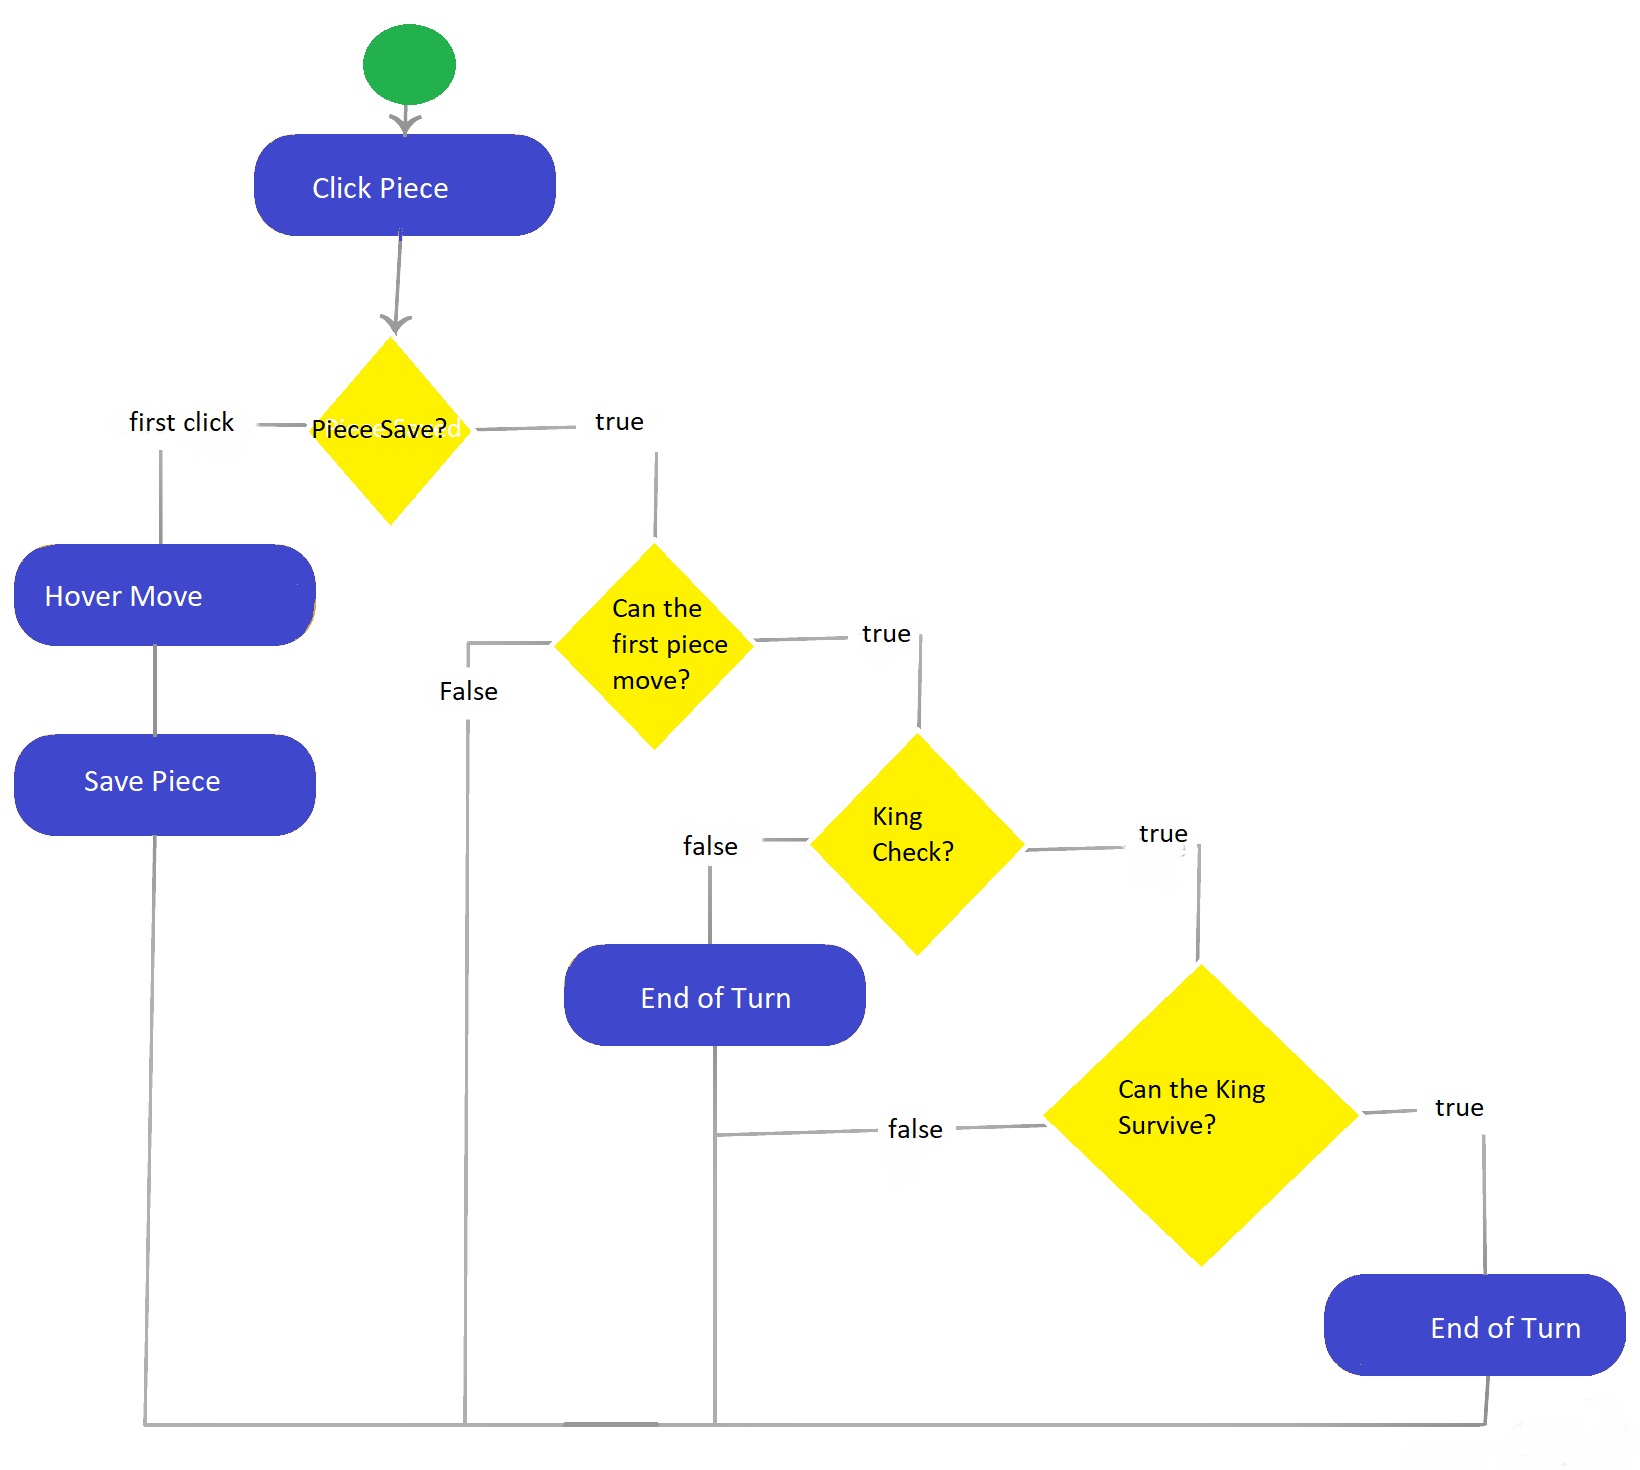 Click Piece
first click
Piece Save?
true
Hover Move
Can the
first piece
move?
true
False
Save Piece
King
Check?
false
true
End of Turn
Can the King
Survive?
false
true
End of Turn